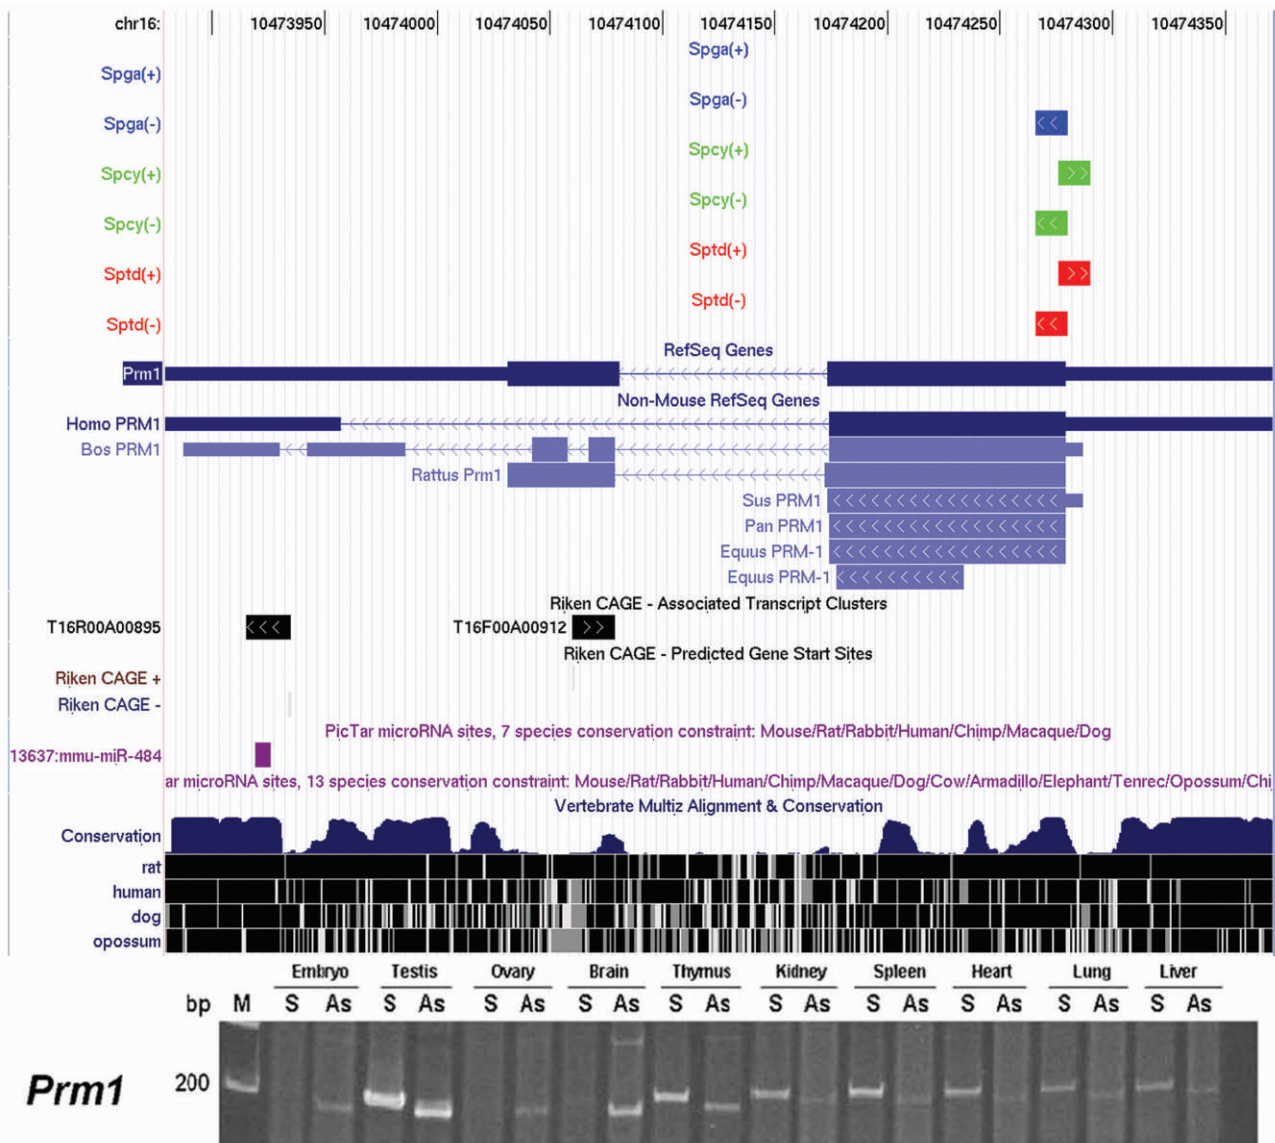 chr16: 10473950 10474000 10474050 10474100 10474150 10474200 10474250 10474300 10474350
Spga(+)
Spga(+)
Spga(-)
Spga(-)
Spcy(+)
Spcy(+)
Spcy(-)
Spcy(-)
Sptd(+)
Sptd(+)
Sptd(-)
Sptd(-)
RefSeq Genes
Prm1
Non-Mouse RefSeq Genes
Homo PRM1
Bos PRM1
Rattus Prm1
Sus PRM1
Pan PRM1
Equus PRM-1
Equus PRM-1
Riken CAGE - Associated Transcript Clusters
T16R00A00895 T16F00A00912
Riken CAGE - Predicted Gene Start Sites
Riken CAGE +
Riken CAGE -
PicTar microRNA sites, 7 species conservation constraint: Mouse/Rat/Rabbit/Human/Chimp/Macaque/Dog
13637:mmu-miR-484
ar microRNA sites, 13 species conservation constraint: Mouse/Rat/Rabbit/Human/Chimp/Macaque/Dog/Cow/Armadillo/Elephant/Tenrec/Opossum/Chi
Vertebrate Multiz Alignment & Conservation
Conservation
rat
human
dog
opossum
Embryo Testis Ovary Brain Thymus Kidney Spleen Heart Lung Liver
bp M S As S As S As S As S As S As S As S As S As S As
200
Prm1